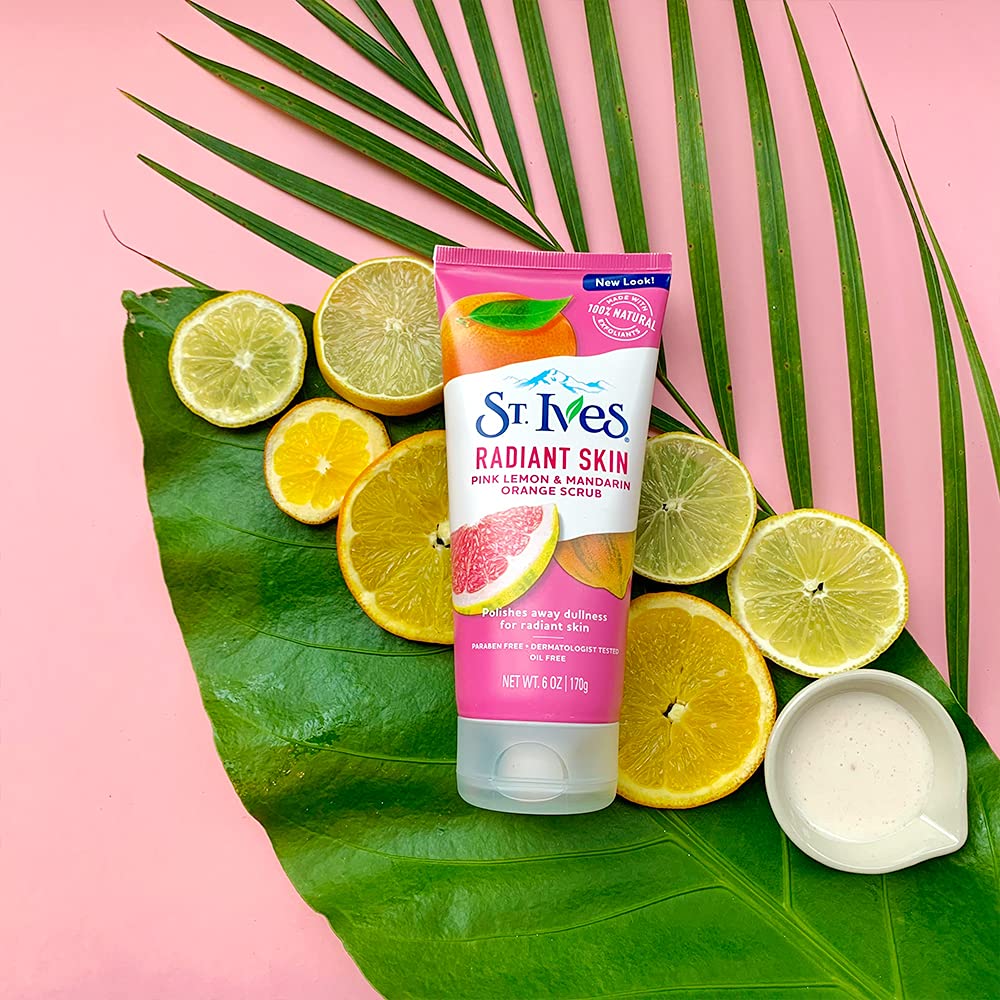 New Look!
MADE WITH
100% NATURAL
EXFOLIANTS
ST. IVES®
RADIANT SKIN
PINK LEMON & MANDARIN
ORANGE SCRUB
Polishes away dullness
for radiant skin
PARABEN FREE • DERMATOLOGIST TESTED
OIL FREE
NET WT. 6 OZ | 170g